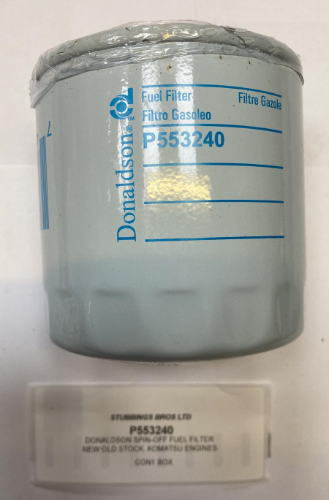 Donaldson
Fuel Filter
Filtre Gazole
Filtro Gasoleo
P553240
STUBBINGS BROS LTD
P553240
DONALDSON SPIN-OFF FUEL FILTER
NEW OLD STOCK KOMATSU ENGINES
CON1 BOX